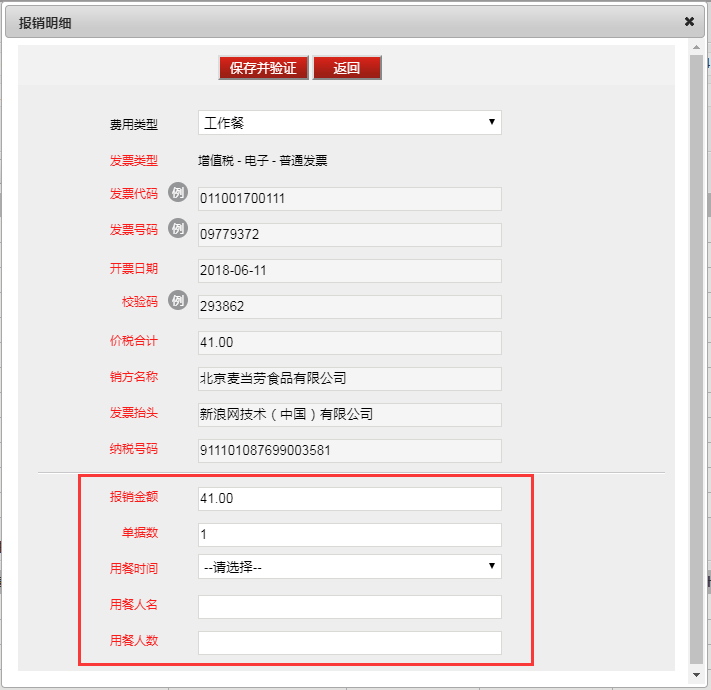 报销明细
保存并验证 返回
费用类型 工作餐
发票类型 增值税 - 电子 - 普通发票
发票代码 例 011001700111
发票号码 例 09779372
开票日期 2018-06-11
校验码 例 293862
价税合计 41.00
销方名称 北京麦当劳食品有限公司
发票抬头 新浪网技术（中国）有限公司
纳税号码 911101087699003581
报销金额 41.00
单据数 1
用餐时间 --请选择--
用餐人名
用餐人数